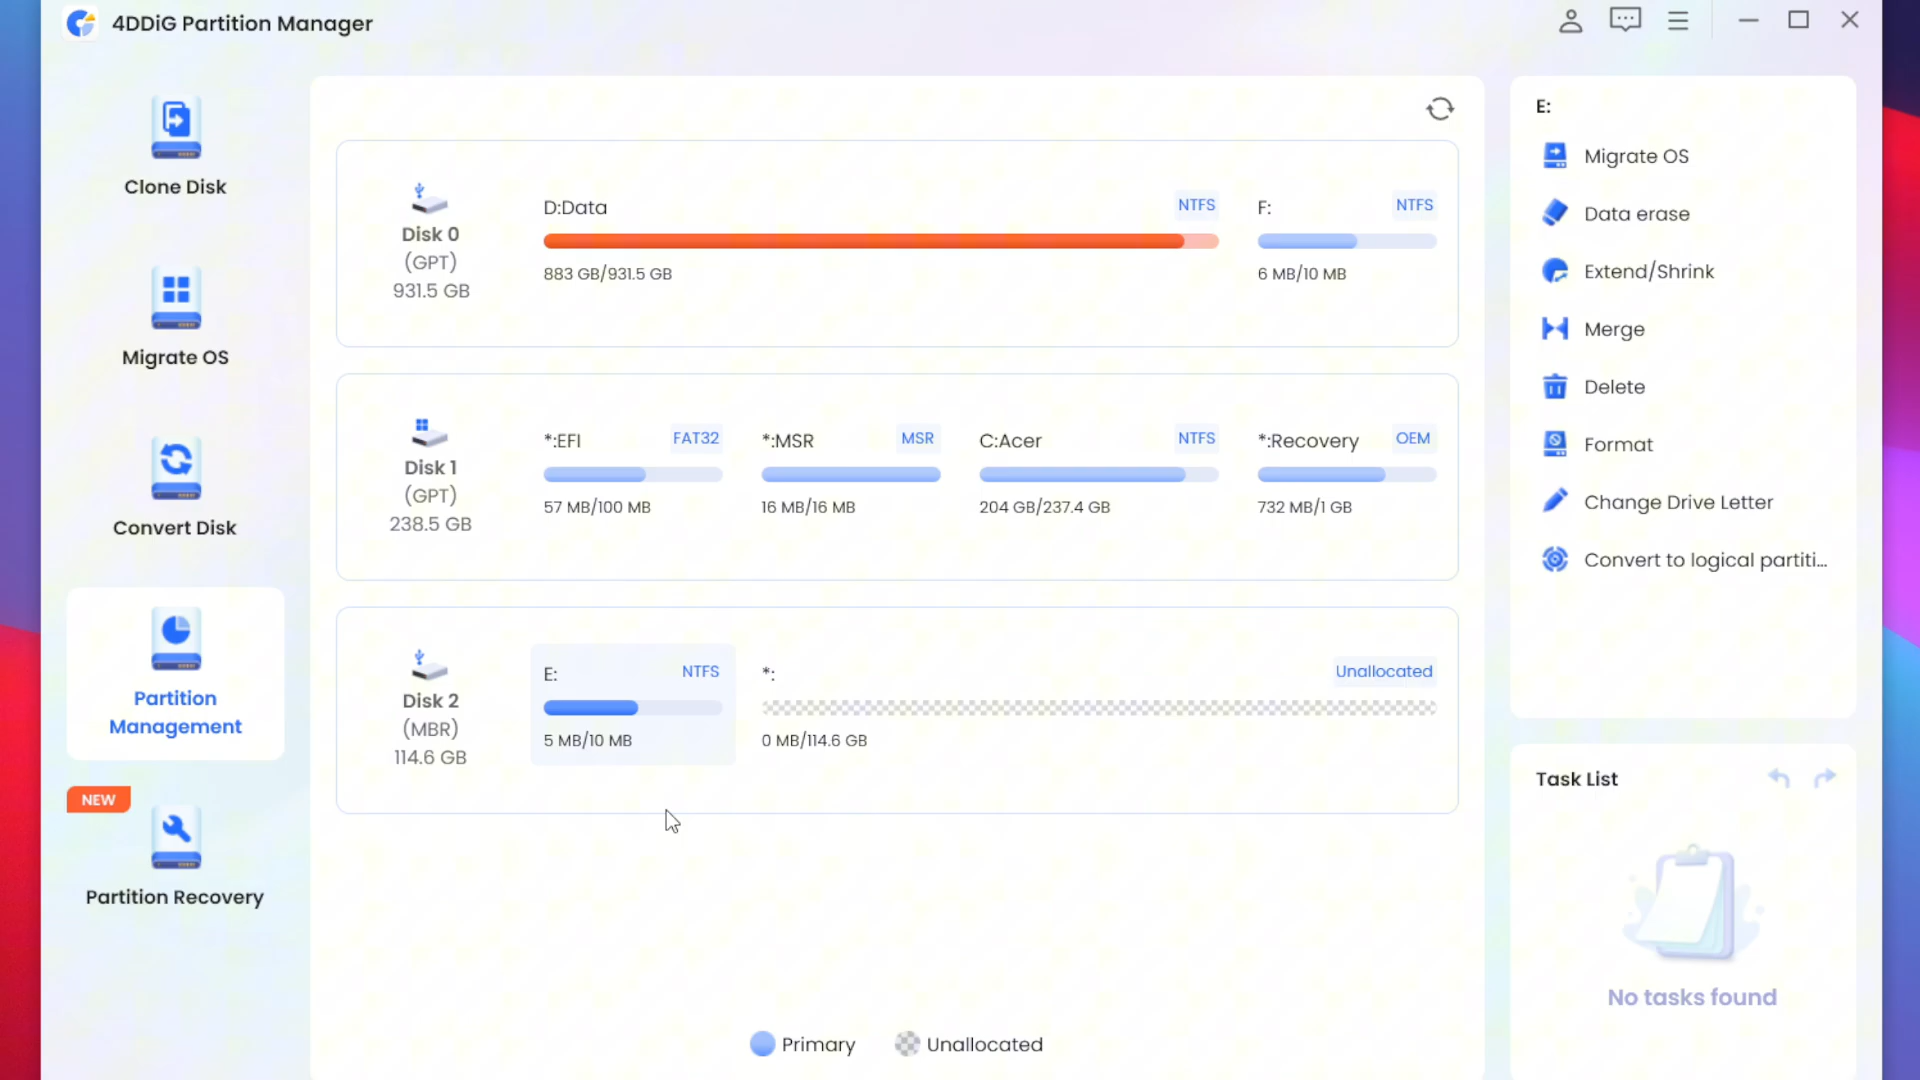 4DDiG Partition Manager
Clone Disk
Migrate OS
Convert Disk
Partition
Management
NEW
Partition Recovery
Disk 0
(GPT)
931.5 GB
D:Data
NTFS
883 GB/931.5 GB
F:
NTFS
6 MB/10 MB
Disk 1
(GPT)
238.5 GB
*:EFI
FAT32
57 MB/100 MB
*:MSR
MSR
16 MB/16 MB
C:Acer
NTFS
204 GB/237.4 GB
*:Recovery
OEM
732 MB/1 GB
Disk 2
(MBR)
114.6 GB
E:
NTFS
5 MB/10 MB
*:
Unallocated
0 MB/114.6 GB
Primary
Unallocated
E:
Migrate OS
Data erase
Extend/Shrink
Merge
Delete
Format
Change Drive Letter
Convert to logical partiti...
Task List
No tasks found